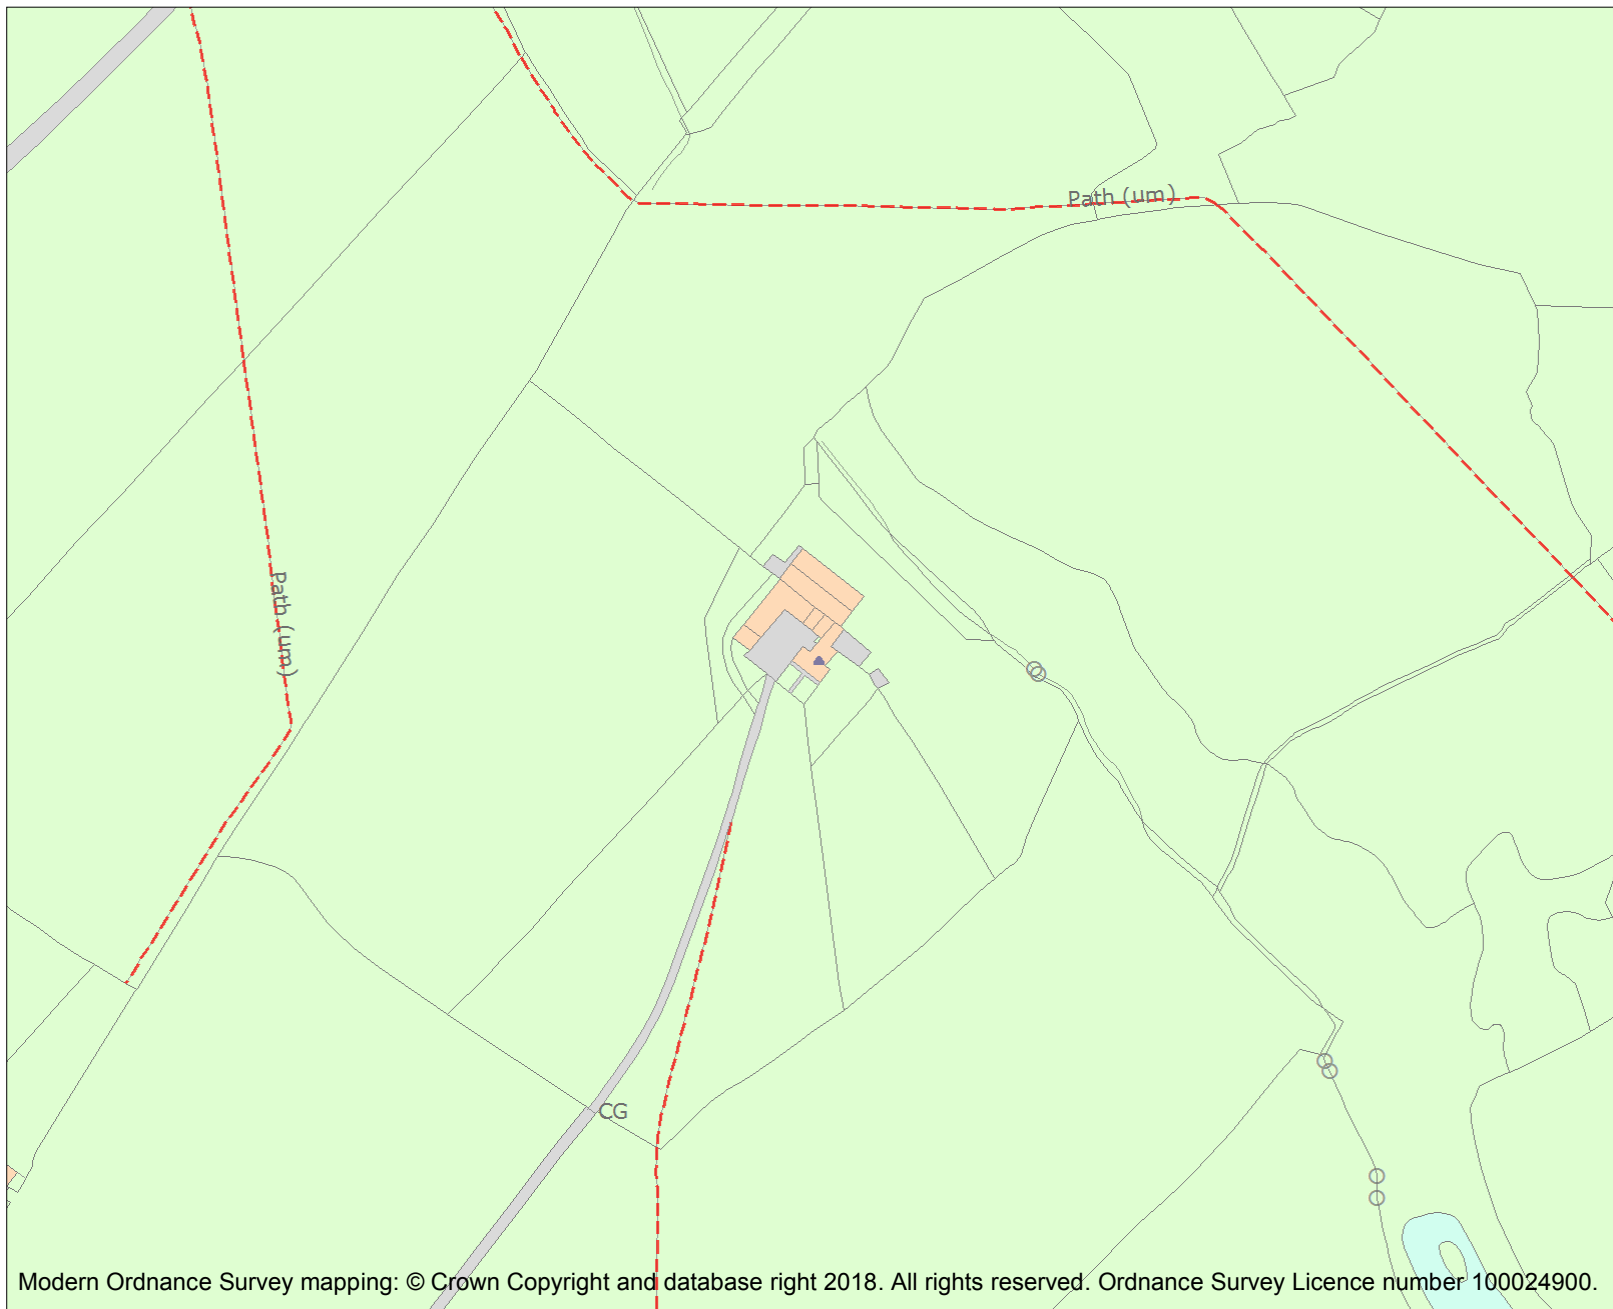 Path (um)
Path (um)
CG
Modern Ordnance Survey mapping: © Crown Copyright and database right 2018. All rights reserved. Ordnance Survey Licence number 100024900.